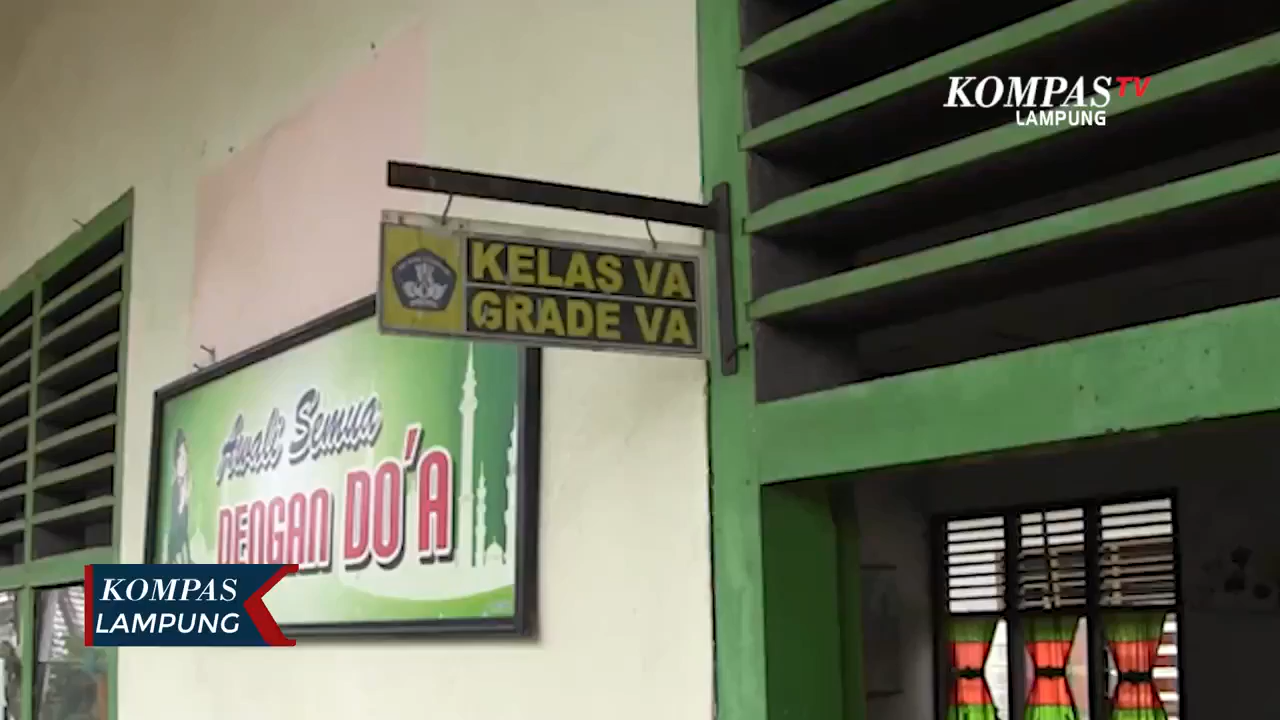 KOMPASTV
LAMPUNG
KELAS VA
GRADE VA
Awali Semua
DENGAN DO'A
KOMPAS
LAMPUNG